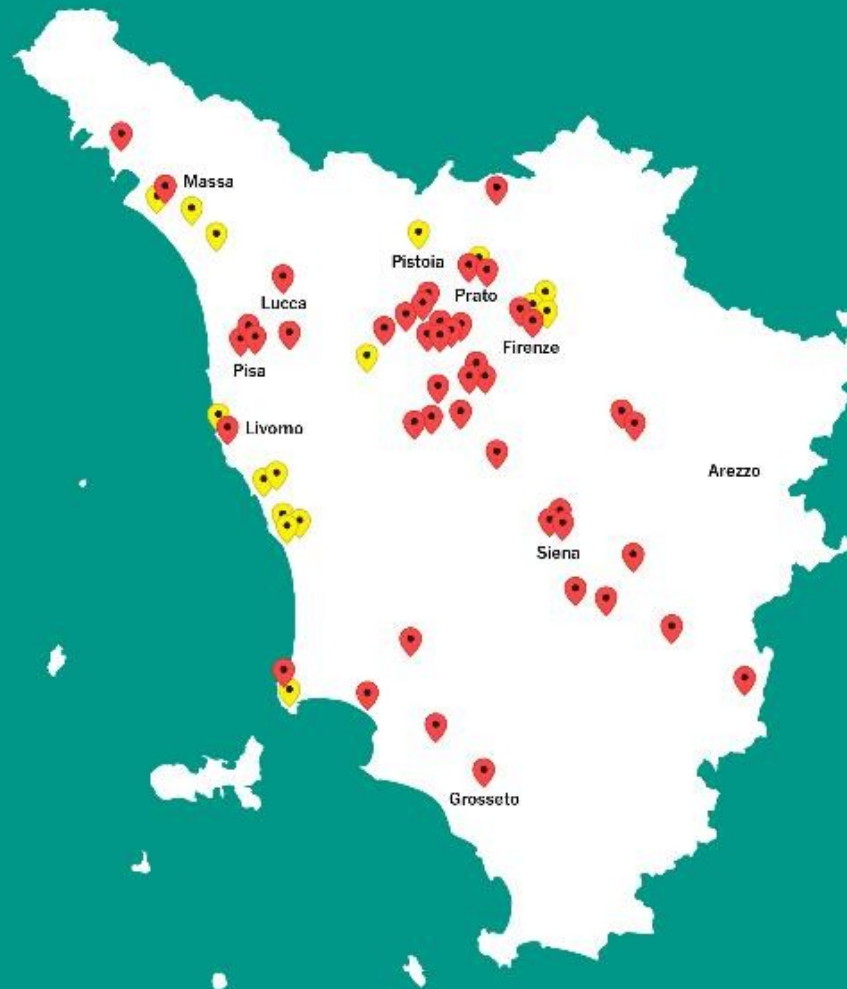 Massa
Pistoia
Lucca
Prato
Firenze
Pisa
Livorno
Arezzo
Siena
Grosseto